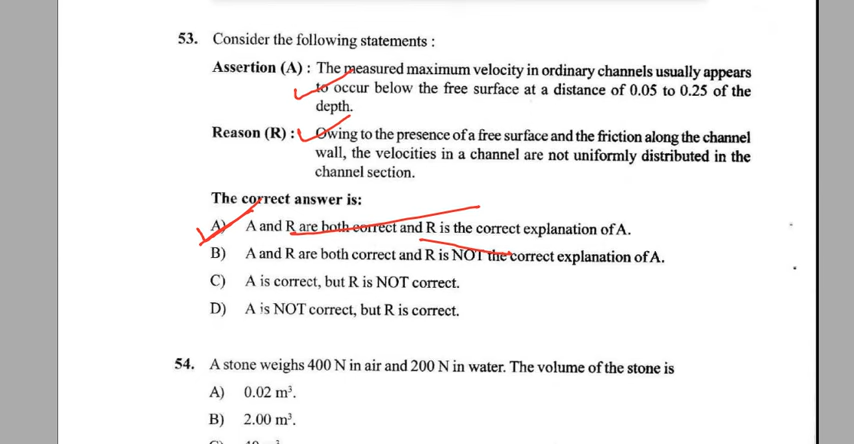 53. Consider the following statements :
Assertion (A) : The measured maximum velocity in ordinary channels usually appears
to occur below the free surface at a distance of 0.05 to 0.25 of the
depth.
Reason (R) : Owing to the presence of a free surface and the friction along the channel
wall, the velocities in a channel are not uniformly distributed in the
channel section.
The correct answer is:
A) A and R are both correct and R is the correct explanation of A.
B) A and R are both correct and R is NOT the correct explanation of A.
C) A is correct, but R is NOT correct.
D) A is NOT correct, but R is correct.
54. A stone weighs 400 N in air and 200 N in water. The volume of the stone is
A) 0.02 m³.
B) 2.00 m³.